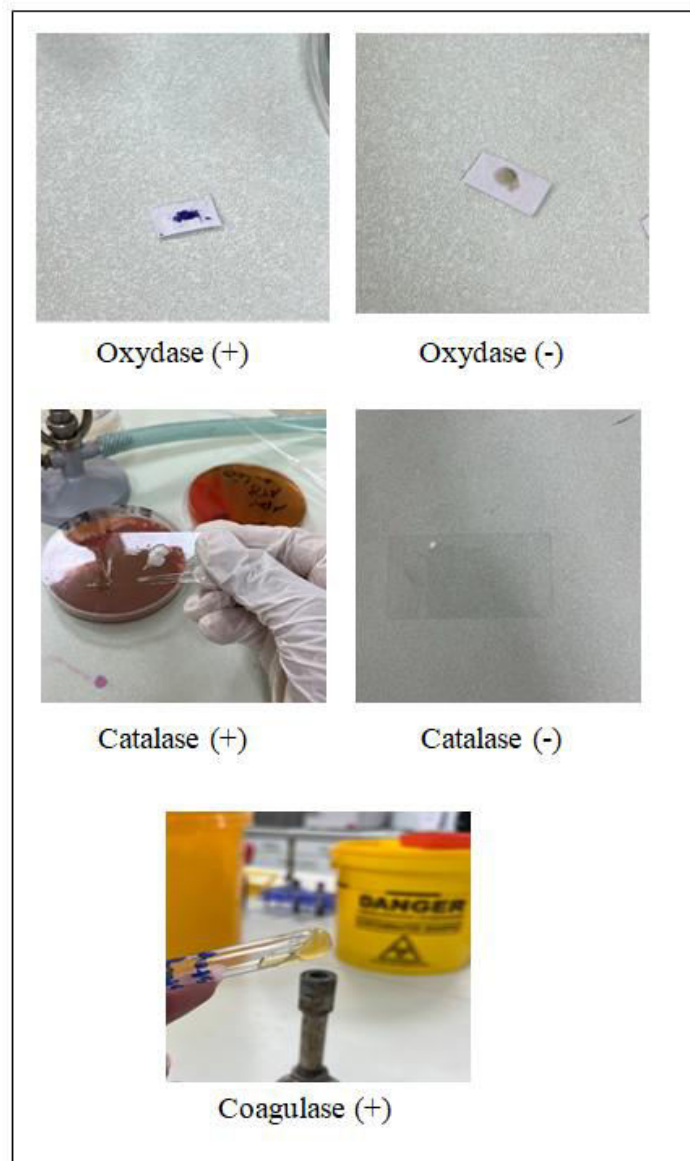 Oxydase (+)
Oxydase (-)
Catalase (+)
Catalase (-)
DANGER
Coagulase (+)